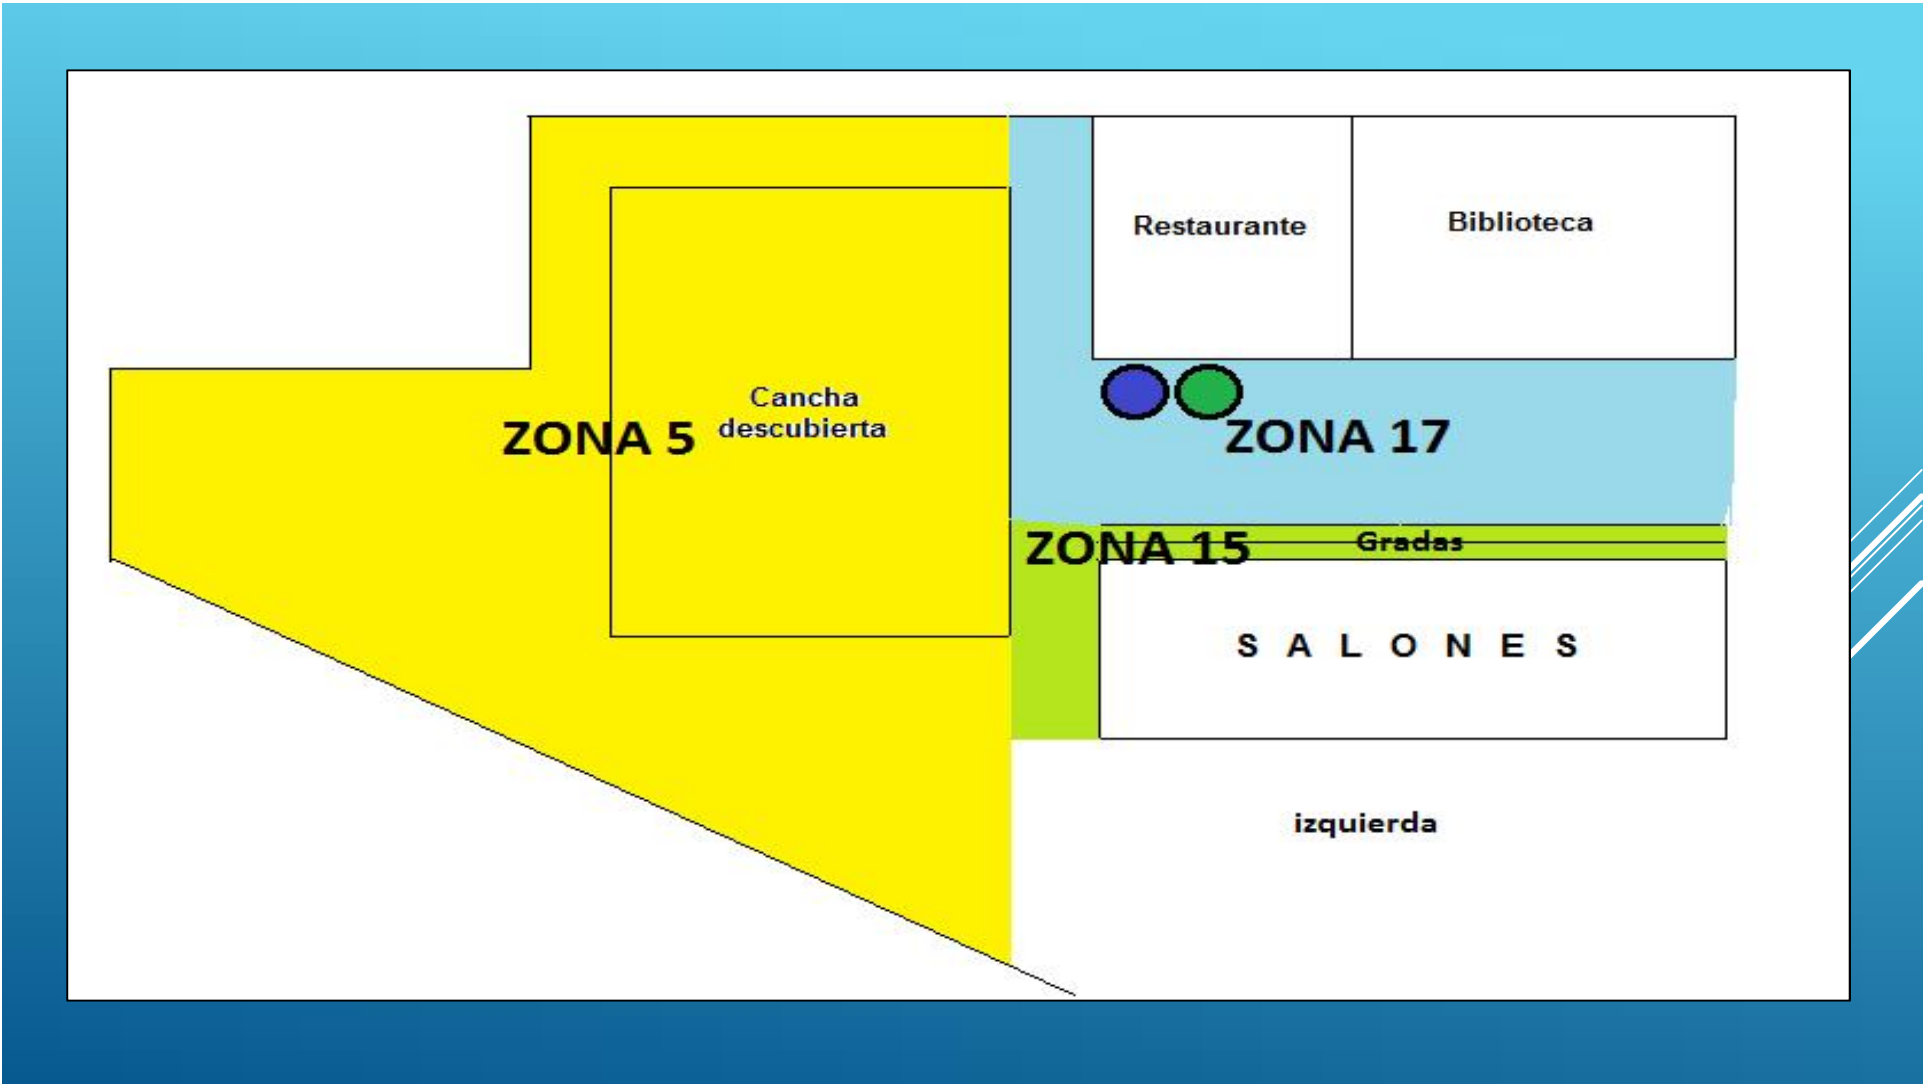 Restaurante
Biblioteca
Cancha
descubierta
ZONA 5
ZONA 17
ZONA 15
Gradas
S A L O N E S
izquierda